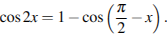 cos 2x = 1 − cos(π/2 − x).